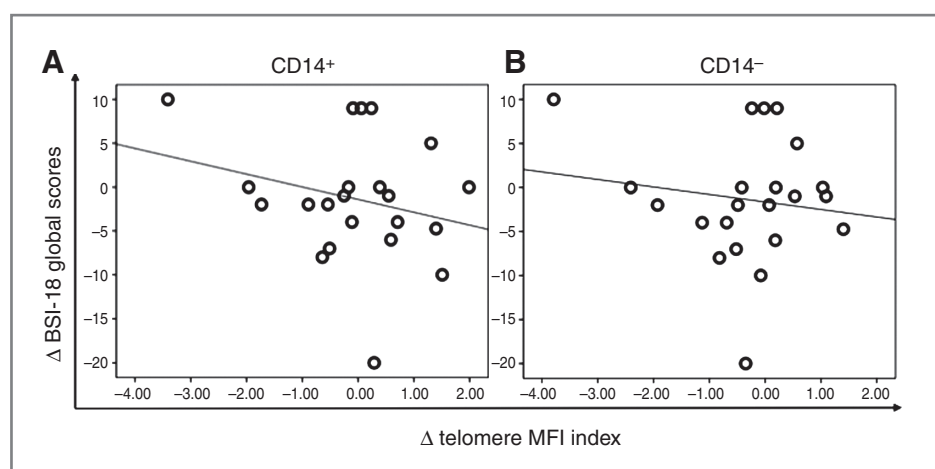 A
CD14+
B
CD14–
Δ BSI-18 global scores
10
5
0
–5
–10
–15
–20
–4.00 –3.00 –2.00 –1.00 0.00 1.00 2.00
10
5
0
–5
–10
–15
–20
–4.00 –3.00 –2.00 –1.00 0.00 1.00 2.00
Δ telomere MFI index